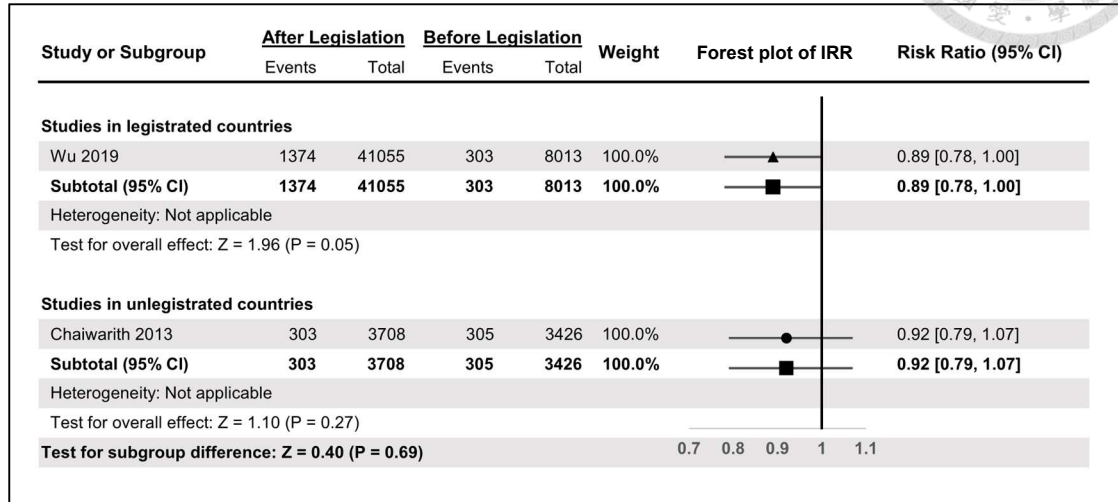 Study or Subgroup After Legislation Before Legislation Weight Forest plot of IRR Risk Ratio (95% CI)
Events Total Events Total
Studies in legistrated countries
Wu 2019 1374 41055 303 8013 100.0% 0.89 [0.78, 1.00]
Subtotal (95% CI) 1374 41055 303 8013 100.0% 0.89 [0.78, 1.00]
Heterogeneity: Not applicable
Test for overall effect: Z = 1.96 (P = 0.05)
Studies in unlegistrated countries
Chaiwarith 2013 303 3708 305 3426 100.0% 0.92 [0.79, 1.07]
Subtotal (95% CI) 303 3708 305 3426 100.0% 0.92 [0.79, 1.07]
Heterogeneity: Not applicable
Test for overall effect: Z = 1.10 (P = 0.27)
Test for subgroup difference: Z = 0.40 (P = 0.69) 0.7 0.8 0.9 1 1.1